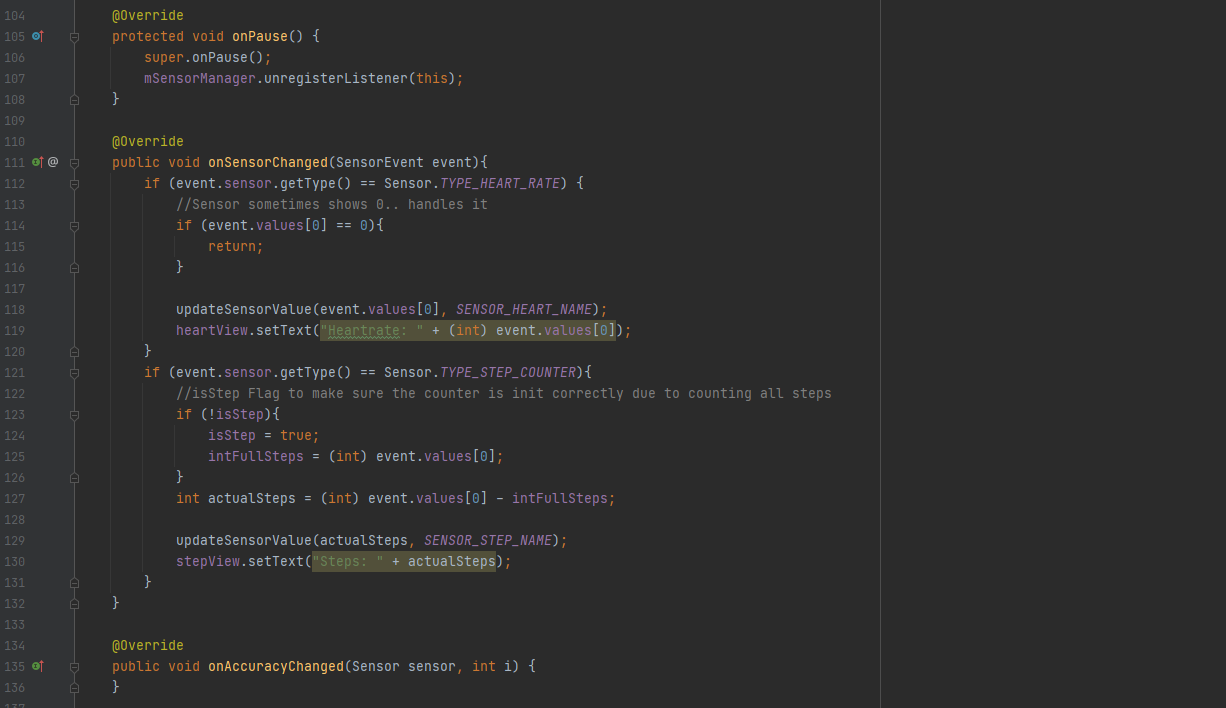 104 @Override
105 protected void onPause() {
106 super.onPause();
107 mSensorManager.unregisterListener(this);
108 }
109
110 @Override
111 @ public void onSensorChanged(SensorEvent event){
112 if (event.sensor.getType() == Sensor.TYPE_HEART_RATE) {
113 //Sensor sometimes shows 0.. handles it
114 if (event.values[0] == 0){
115 return;
116 }
117
118 updateSensorValue(event.values[0], SENSOR_HEART_NAME);
119 heartView.setText("Heartrate: " + (int) event.values[0]);
120 }
121 if (event.sensor.getType() == Sensor.TYPE_STEP_COUNTER){
122 //isStep Flag to make sure the counter is init correctly due to counting all steps
123 if (!isStep){
124 isStep = true;
125 intFullSteps = (int) event.values[0];
126 }
127 int actualSteps = (int) event.values[0] - intFullSteps;
128
129 updateSensorValue(actualSteps, SENSOR_STEP_NAME);
130 stepView.setText("Steps: " + actualSteps);
131 }
132 }
133
134 @Override
135 public void onAccuracyChanged(Sensor sensor, int i) {
136 }
137